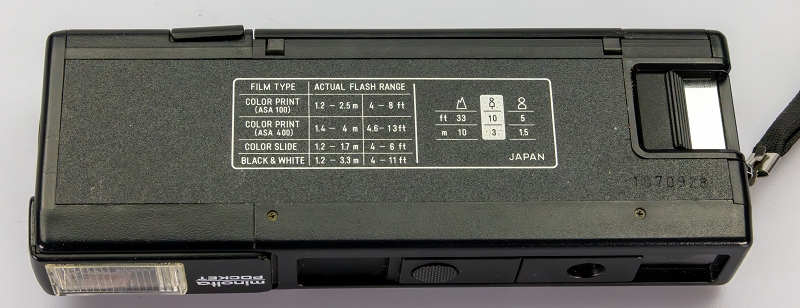 FILM TYPE ACTUAL FLASH RANGE
COLOR PRINT (ASA 100) 1.2 – 2.5 m 4 – 8 ft
COLOR PRINT (ASA 400) 1.4 – 4 m 4.6–13ft
COLOR SLIDE 1.2 – 1.7 m 4 – 6 ft
BLACK & WHITE 1.2 – 3.3 m 4 – 11 ft
ft 33 10 5
m 10 3 1.5
JAPAN
1070928
minolta
POCKET